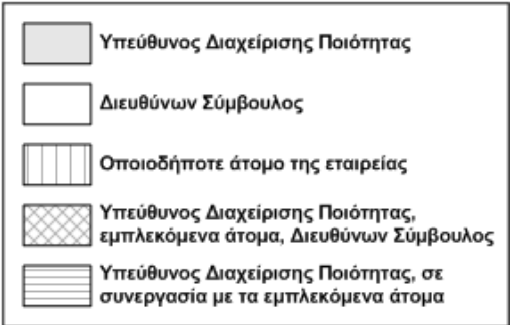 Υπεύθυνος Διαχείρισης Ποιότητας
Διευθύνων Σύμβουλος
Οποιοδήποτε άτομο της εταιρείας
Υπεύθυνος Διαχείρισης Ποιότητας,
εμπλεκόμενα άτομα, Διευθύνων Σύμβουλος
Υπεύθυνος Διαχείρισης Ποιότητας, σε
συνεργασία με τα εμπλεκόμενα άτομα